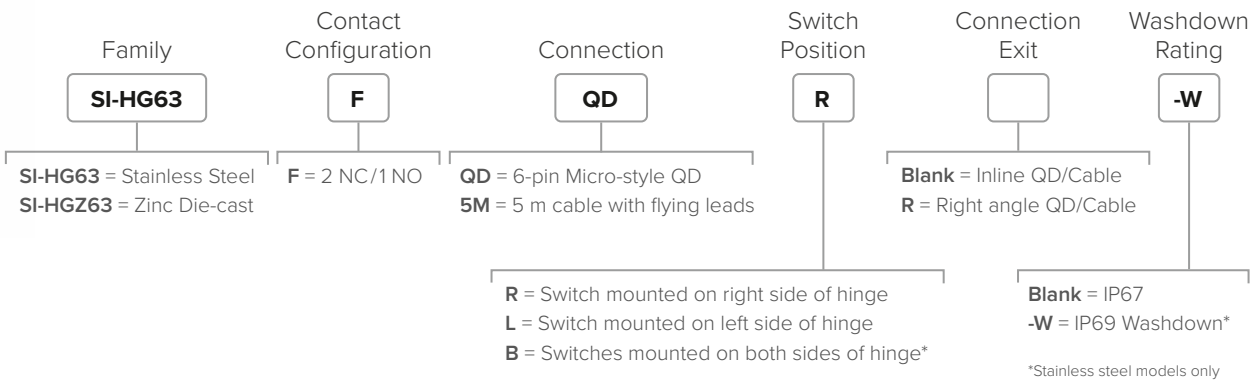 Family
Contact
Configuration
Connection
Switch
Position
Connection
Exit
Washdown
Rating
SI-HG63
F
QD
R
-W
SI-HG63 = Stainless Steel
SI-HGZ63 = Zinc Die-cast
F = 2 NC/1 NO
QD = 6-pin Micro-style QD
5M = 5 m cable with flying leads
Blank = Inline QD/Cable
R = Right angle QD/Cable
R = Switch mounted on right side of hinge
L = Switch mounted on left side of hinge
B = Switches mounted on both sides of hinge*
Blank = IP67
-W = IP69 Washdown*
*Stainless steel models only